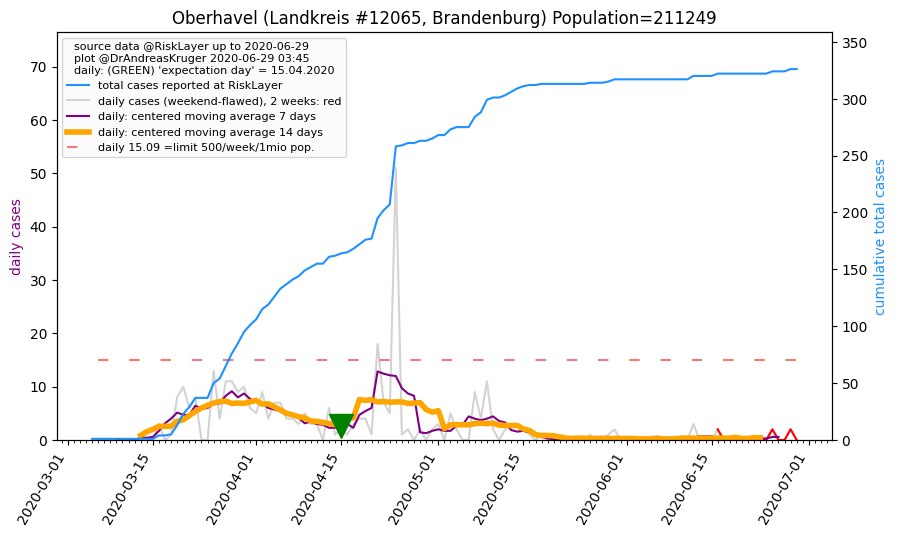 Oberhavel (Landkreis #12065, Brandenburg) Population=211249
source data @RiskLayer up to 2020-06-29
plot @DrAndreasKruger 2020-06-29 03:45
daily: (GREEN) 'expectation day' = 15.04.2020
total cases reported at RiskLayer
daily cases (weekend-flawed), 2 weeks: red
daily: centered moving average 7 days
daily: centered moving average 14 days
daily 15.09 =limit 500/week/1mio pop.
daily cases
70
60
50
40
30
20
10
0
350
300
250
200
150
100
50
0
cumulative total cases
2020-03-01
2020-03-15
2020-04-01
2020-04-15
2020-05-01
2020-05-15
2020-06-01
2020-06-15
2020-07-01